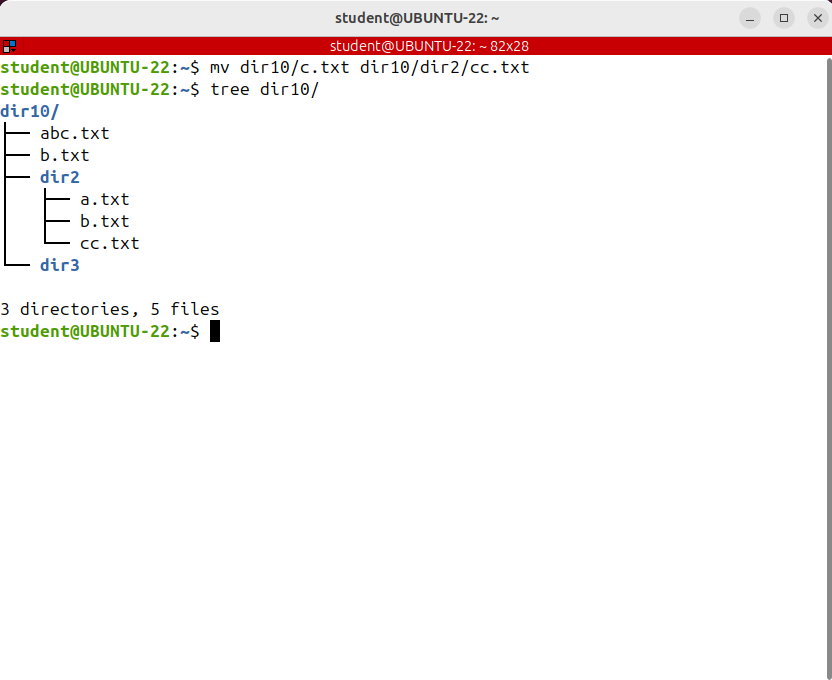 student@UBUNTU-22: ~
student@UBUNTU-22: ~ 82x28
student@UBUNTU-22:~$ mv dir10/c.txt dir10/dir2/cc.txt
student@UBUNTU-22:~$ tree dir10/
dir10/
├── abc.txt
├── b.txt
├── dir2
│   ├── a.txt
│   ├── b.txt
│   └── cc.txt
└── dir3

3 directories, 5 files
student@UBUNTU-22:~$